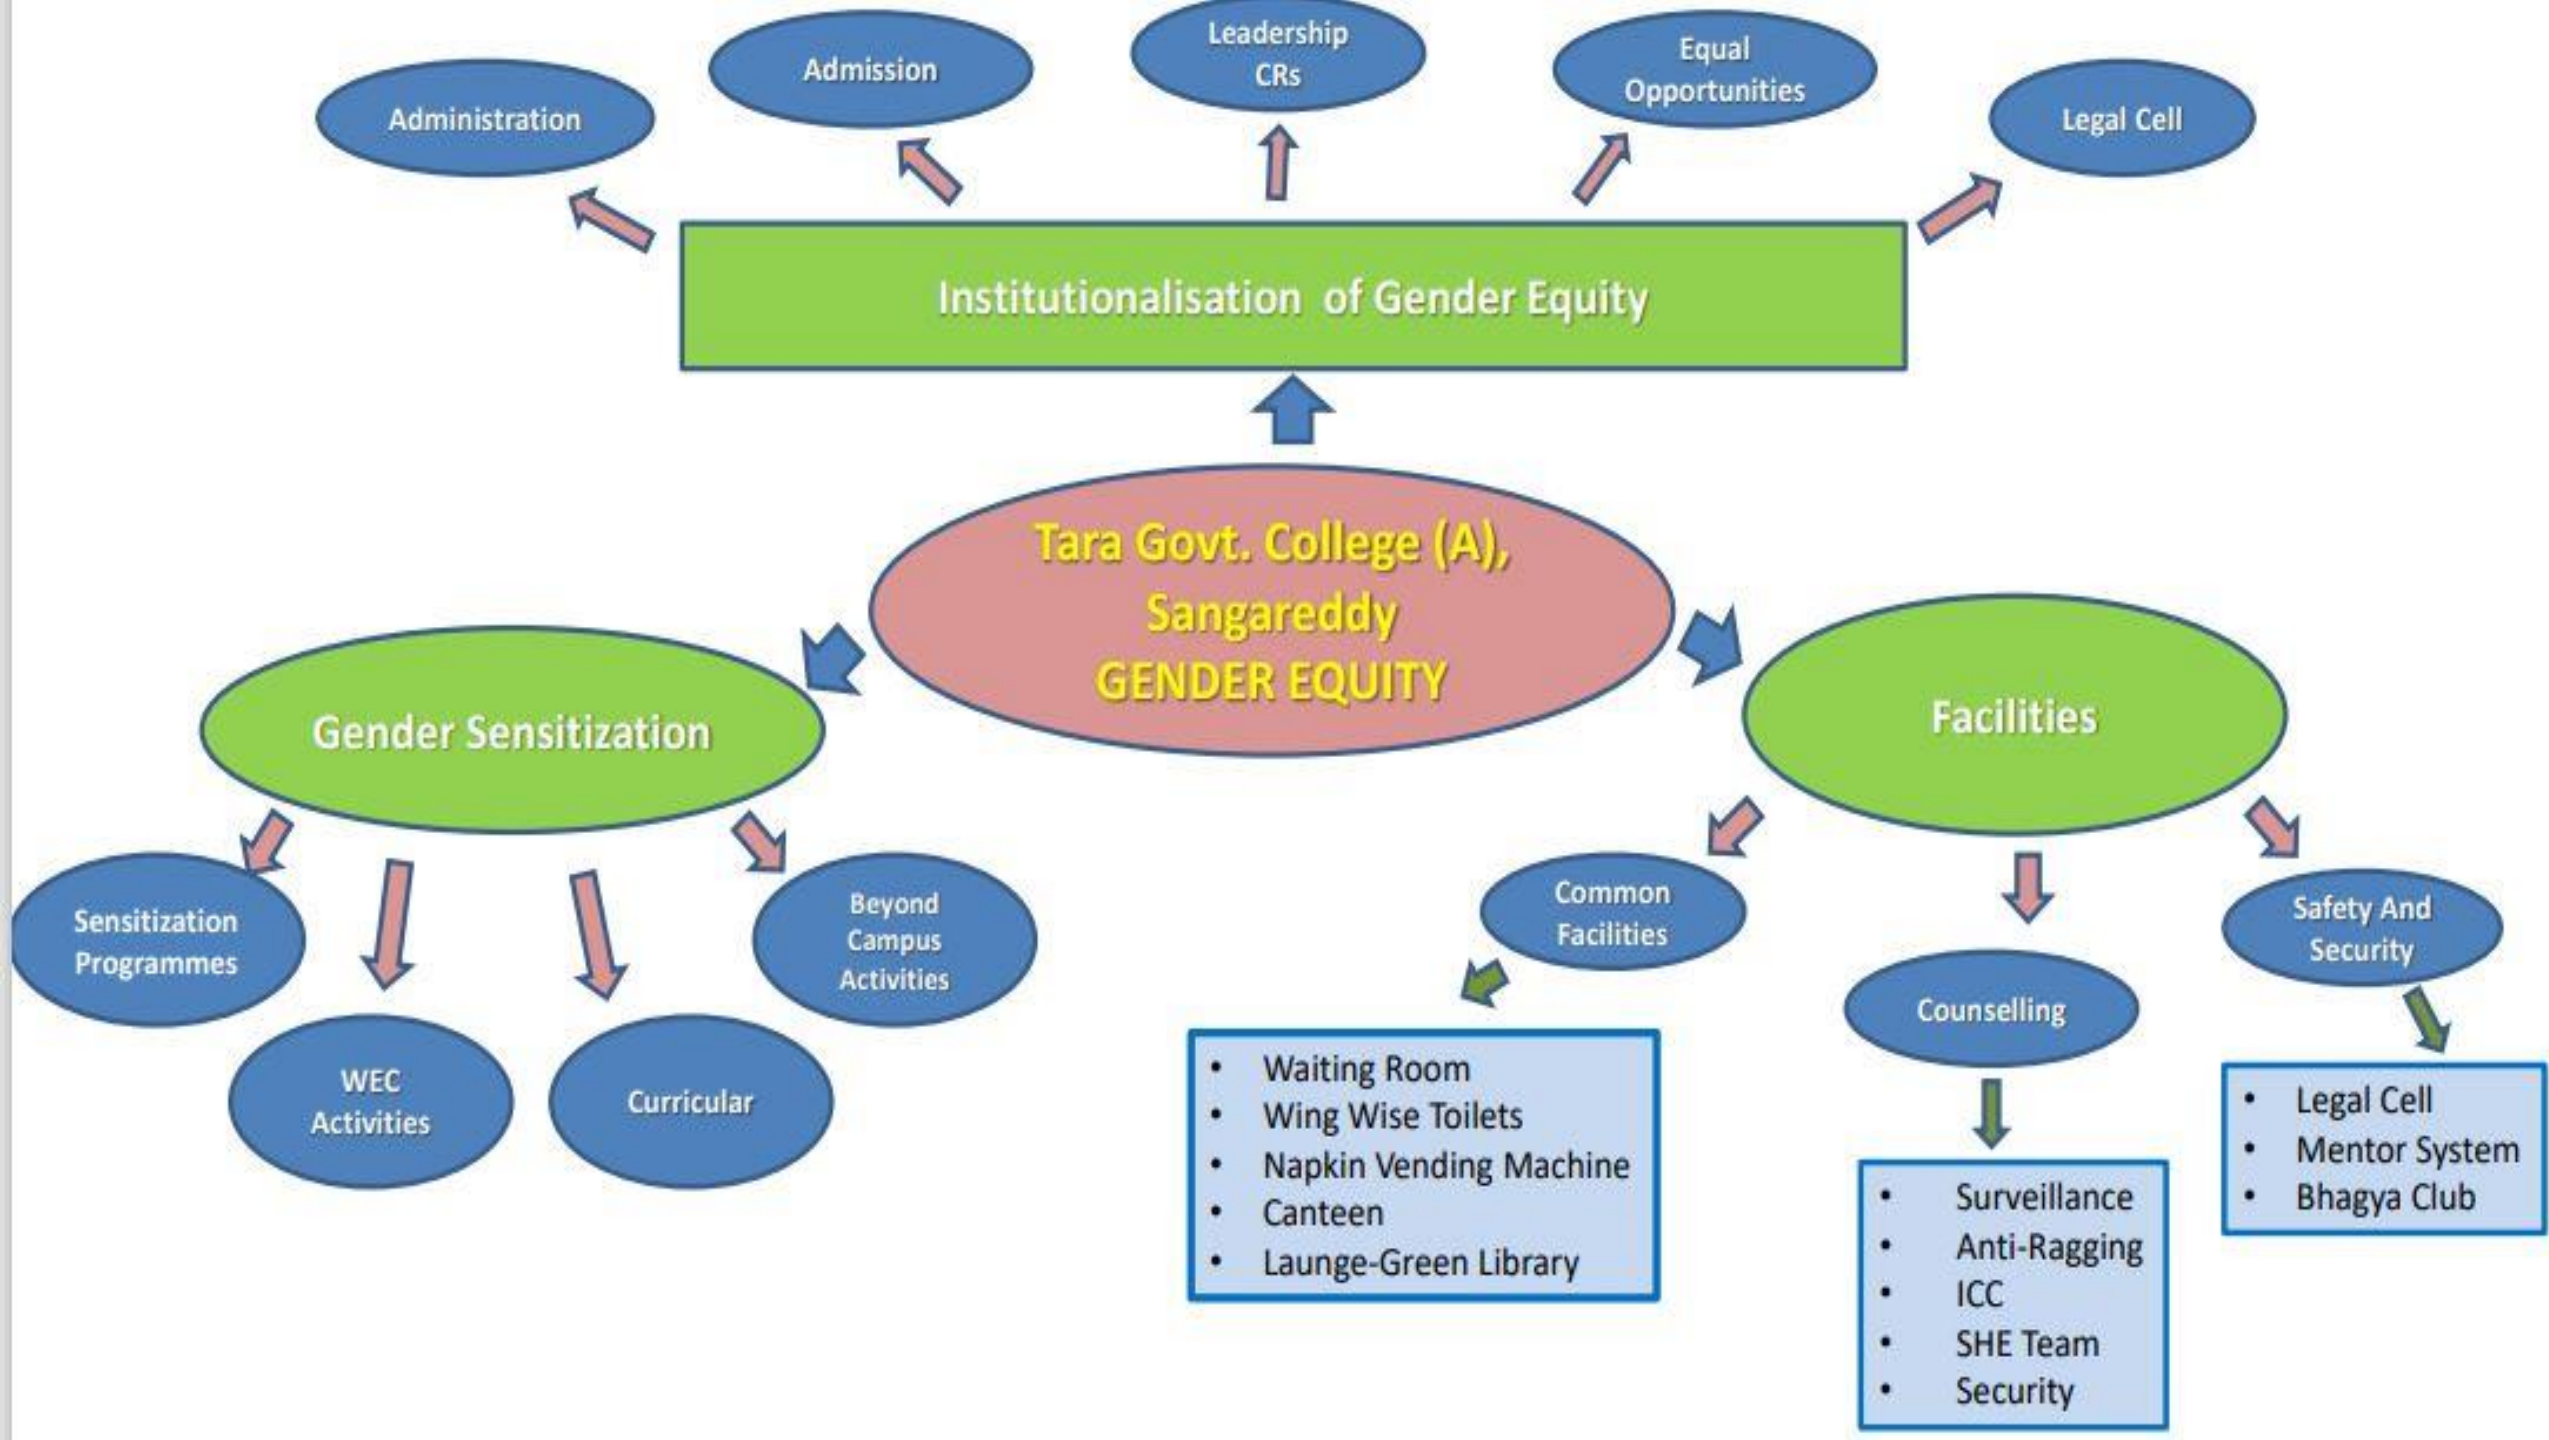 Administration
Admission
Leadership
CRs
Equal
Opportunities
Legal Cell
Institutionalisation of Gender Equity
Tara Govt. College (A),
Sangareddy
GENDER EQUITY
Gender Sensitization
Sensitization
Programmes
WEC
Activities
Curricular
Beyond
Campus
Activities
Facilities
Common
Facilities
• Waiting Room
• Wing Wise Toilets
• Napkin Vending Machine
• Canteen
• Launge-Green Library
Counselling
• Surveillance
• Anti-Ragging
• ICC
• SHE Team
• Security
Safety And
Security
• Legal Cell
• Mentor System
• Bhagya Club